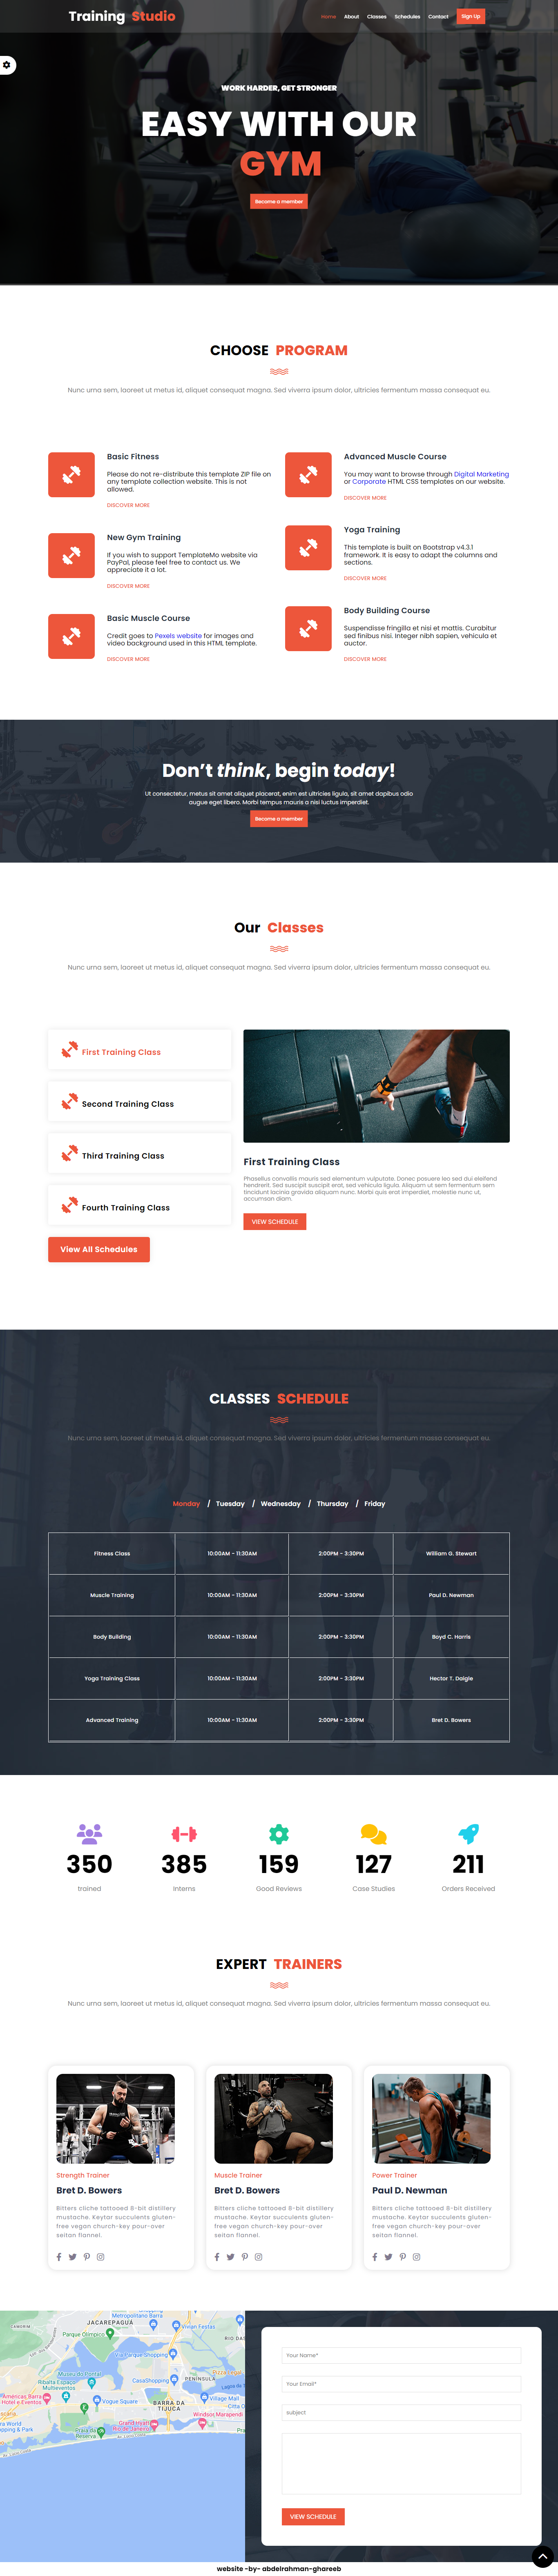 Training Studio
Home About Classes Schedules Contact Sign Up
WORK HARDER, GET STRONGER
EASY WITH OUR
GYM
Become a member
CHOOSE PROGRAM
Nunc urna sem, laoreet ut metus id, aliquet consequat magna. Sed viverra ipsum dolor, ultricies fermentum massa consequat eu.
Basic Fitness
Please do not re-distribute this template ZIP file on
any template collection website. This is not
allowed.
DISCOVER MORE
New Gym Training
If you wish to support TemplateMo website via
PayPal, please feel free to contact us. We
appreciate it a lot.
DISCOVER MORE
Basic Muscle Course
Credit goes to Pexels website for images and
video background used in this HTML template.
DISCOVER MORE
Advanced Muscle Course
You may want to browse through Digital Marketing
or Corporate HTML CSS templates on our website.
DISCOVER MORE
Yoga Training
This template is built on Bootstrap v4.3.1
framework. It is easy to adapt the columns and
sections.
DISCOVER MORE
Body Building Course
Suspendisse fringilla et nisi et mattis. Curabitur
sed finibus nisi. Integer nibh sapien, vehicula et
auctor.
DISCOVER MORE
Don't think, begin today!
Ut consectetur, metus sit amet aliquet placerat, enim est ultricies ligula, sit amet dapibus odio
augue eget libero. Morbi tempus mauris a nisi luctus imperdiet.
Become a member
Our Classes
Nunc urna sem, laoreet ut metus id, aliquet consequat magna. Sed viverra ipsum dolor, ultricies fermentum massa consequat eu.
First Training Class
Second Training Class
Third Training Class
Fourth Training Class
View All Schedules
First Training Class
Phasellus convallis mauris sed elementum vulputate. Donec posuere leo sed dui eleifend
hendrerit. Sed suscipit suscipit erat, sed vehicula ligula. Aliquam ut sem fermentum sem
tincidunt lacinia gravida aliquam nunc. Morbi quis erat imperdiet, molestie nunc ut,
accumsan diam.
VIEW SCHEDULE
CLASSES SCHEDULE
Nunc urna sem, laoreet ut metus id, aliquet consequat magna. Sed viverra ipsum dolor, ultricies fermentum massa consequat eu.
Monday / Tuesday / Wednesday / Thursday / Friday
Fitness Class 10:00AM - 11:30AM 2:00PM - 3:30PM William G. Stewart
Muscle Training 10:00AM - 11:30AM 2:00PM - 3:30PM Paul D. Newman
Body Building 10:00AM - 11:30AM 2:00PM - 3:30PM Boyd C. Harris
Yoga Training Class 10:00AM - 11:30AM 2:00PM - 3:30PM Hector T. Daigle
Advanced Training 10:00AM - 11:30AM 2:00PM - 3:30PM Bret D. Bowers
350 385 159 127 211
trained Interns Good Reviews Case Studies Orders Received
EXPERT TRAINERS
Nunc urna sem, laoreet ut metus id, aliquet consequat magna. Sed viverra ipsum dolor, ultricies fermentum massa consequat eu.
Strength Trainer
Bret D. Bowers
Bitters cliche tattooed 8-bit distillery
mustache. Keytar succulents gluten-
free vegan church-key pour-over
seitan flannel.
Muscle Trainer
Bret D. Bowers
Bitters cliche tattooed 8-bit distillery
mustache. Keytar succulents gluten-
free vegan church-key pour-over
seitan flannel.
Power Trainer
Paul D. Newman
Bitters cliche tattooed 8-bit distillery
mustache. Keytar succulents gluten-
free vegan church-key pour-over
seitan flannel.
Metropolitano Barra
JACAREPAGUÁ
Vivian Festas
Parque Olímpico
RIO DA
Via Parque Shopping
Museu do Pontal
CasaShopping
PENÍNSULA
Ribalta Espaço
Multieventos
Américas Barra
Hotel e Eventos
Vogue Square
BARRA DA
TIJUCA
Village Mall
Windsor Marapendi
Grand Hyatt
Rio de Janeiro
Praia da
Reserva
Your Name*
Your Email*
subject
VIEW SCHEDULE
website -by- abdelrahman-ghareeb